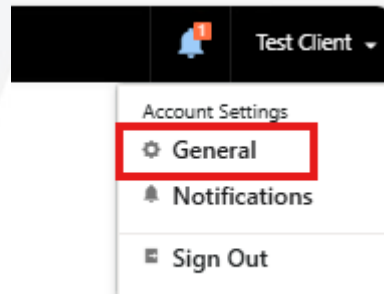 1
Test Client
Account Settings
General
Notifications
Sign Out